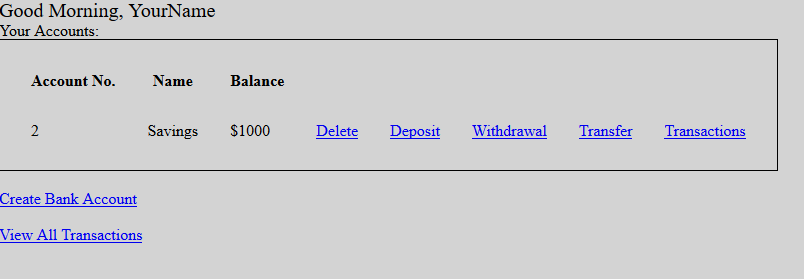 Good Morning, YourName
Your Accounts:
Account No. Name Balance
2 Savings $1000 Delete Deposit Withdrawal Transfer Transactions
Create Bank Account
View All Transactions